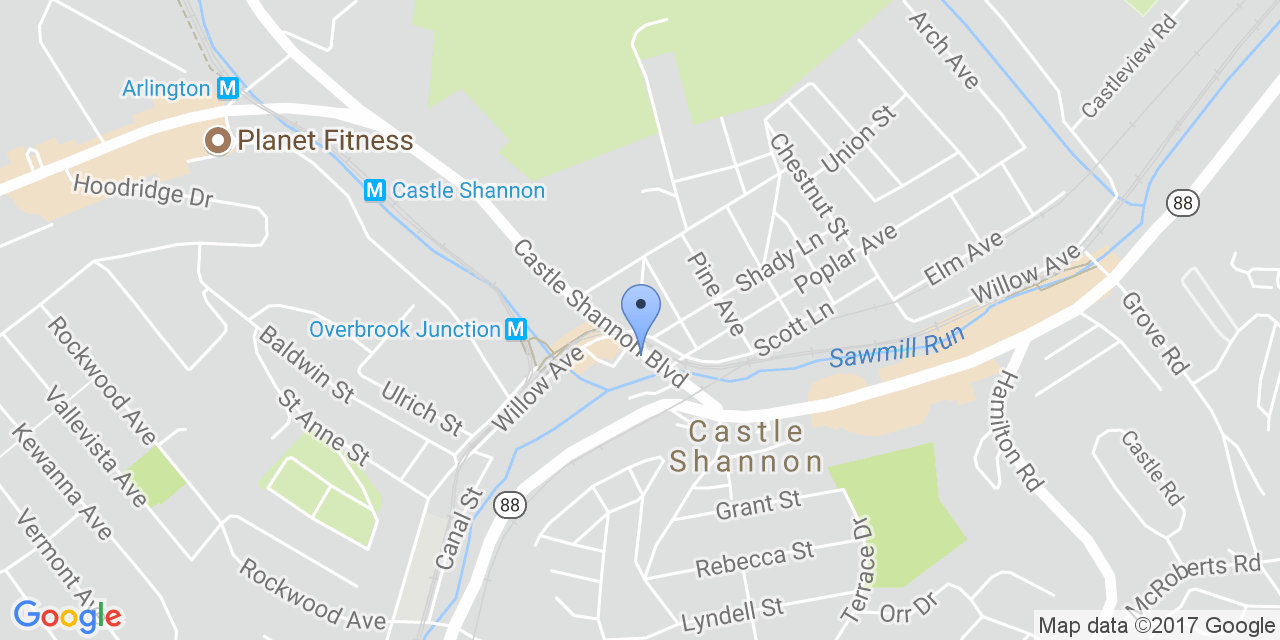 Arch Ave
Castleview Rd
Arlington M
Planet Fitness
Union St
Chestnut St
Hoodridge Dr
M Castle Shannon
88
Castle Shannon Blvd
Pine Ave
Shady Ln
Poplar Ave
Elm Ave
Willow Ave
Scott Ln
Grove Rd
Overbrook Junction M
Sawmill Run
Rockwood Ave
Baldwin St
Ulrich St
Willow Ave
St Anne St
Vallevista Ave
Kewanna Ave
Hamilton Rd
Castle
Shannon
Castle Rd
88
Grant St
Canal St
Vermont Av
Rebecca St
Terrace Dr
Rockwood Ave
Lyndell St
Orr Dr
McRoberts Rd
Google
Map data ©2017 Google